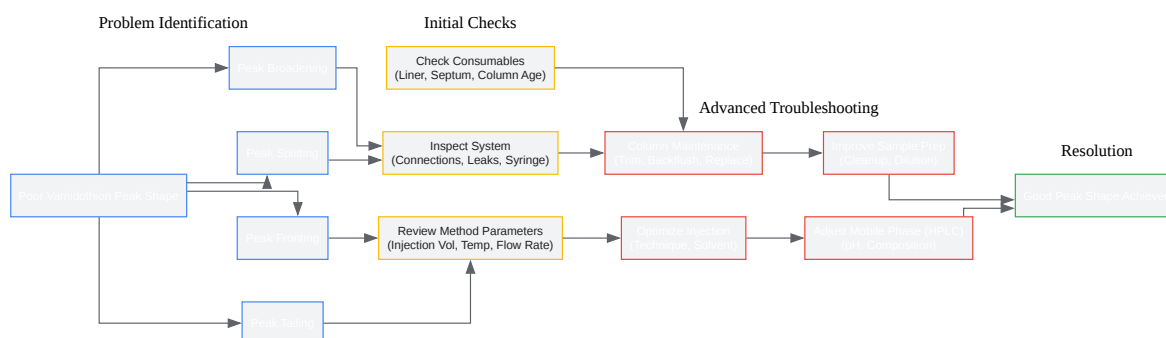 Problem Identification
Initial Checks
Peak Broadening
Check Consumables
(Liner, Septum, Column Age)
Advanced Troubleshooting
Peak Splitting
Inspect System
(Connections, Leaks, Syringe)
Column Maintenance
(Trim, Backflush, Replace)
Improve Sample Prep
(Cleanup, Dilution)
Resolution
Poor Vamidothion Peak Shape
Good Peak Shape Achieved
Peak Fronting
Review Method Parameters
(Injection Vol, Temp, Flow Rate)
Optimize Injection
(Technique, Solvent)
Adjust Mobile Phase (HPLC)
(pH, Composition)
Peak Tailing